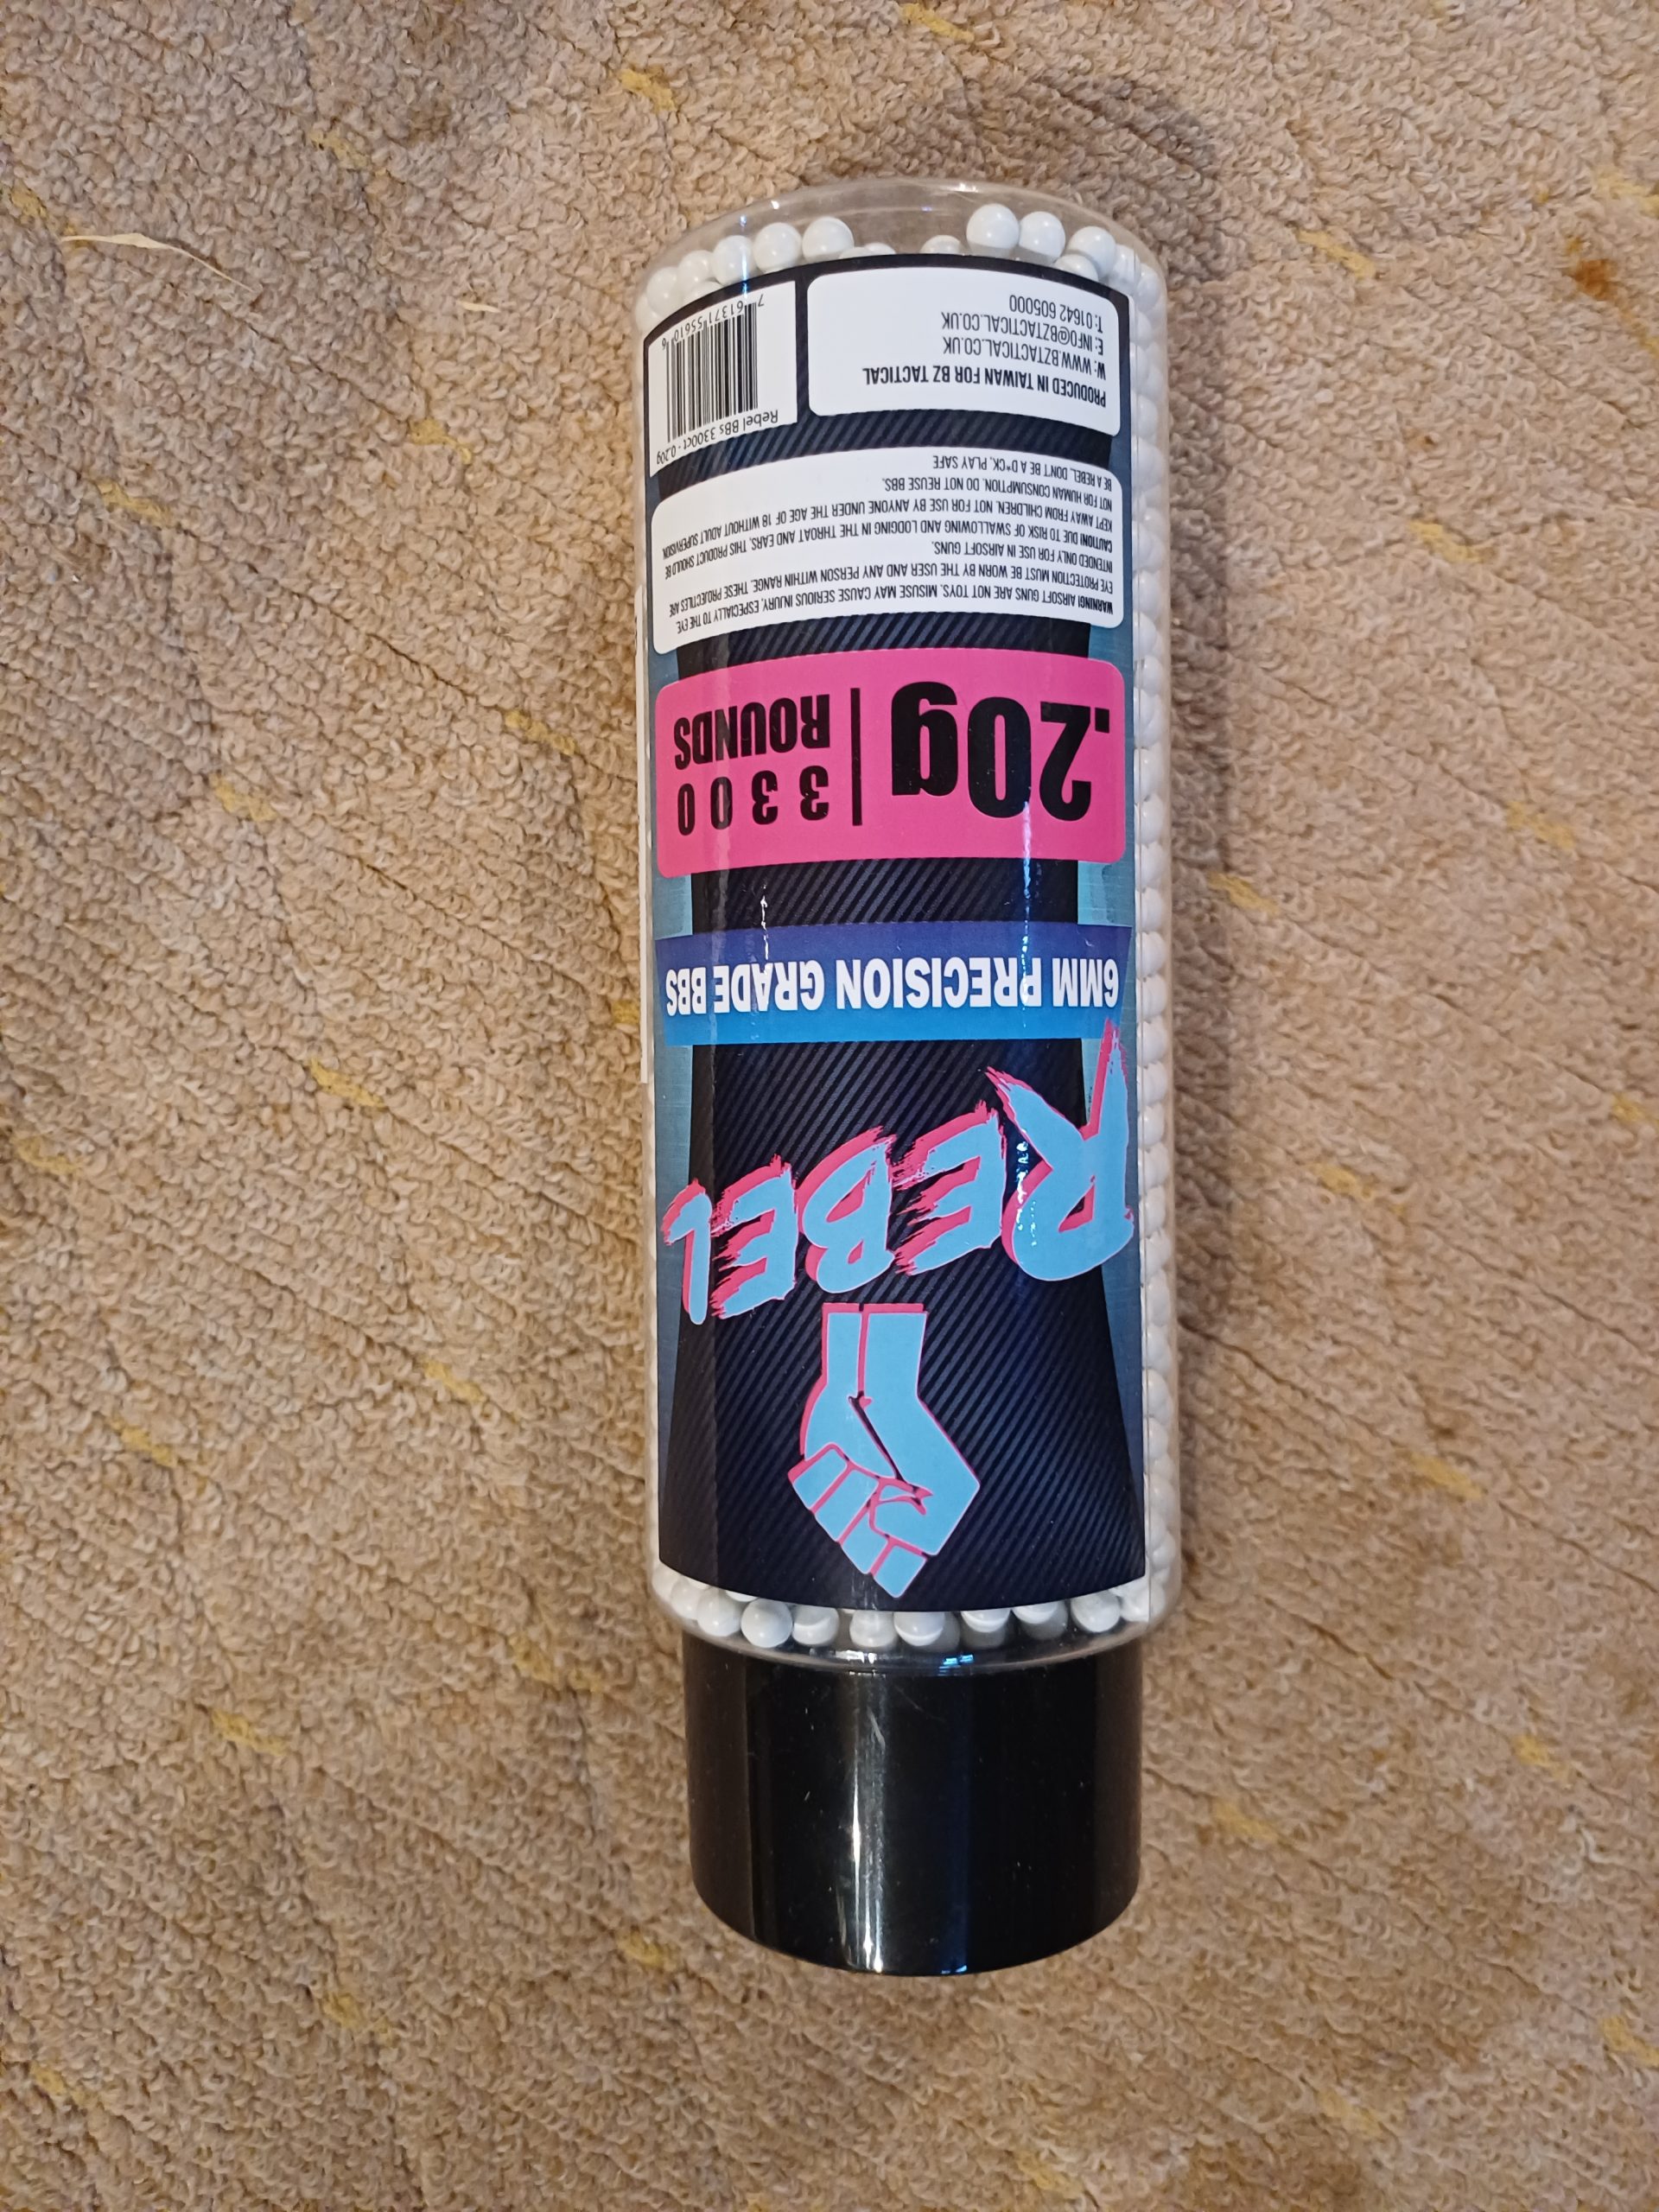 REBEL
6MM PRECISION GRADE BBS
.20g
3300
ROUNDS
WARNING! AIRSOFT GUNS ARE NOT TOYS. MISUSE MAY CAUSE SERIOUS INJURY, ESPECIALLY TO THE EYE.
EYE PROTECTION MUST BE WORN BY THE USER AND ANY PERSON WITHIN RANGE. THESE PROJECTILES ARE
INTENDED ONLY FOR USE IN AIRSOFT GUNS.
CAUTION! DUE TO RISK OF SWALLOWING AND LODGING IN THE THROAT AND EARS, THIS PRODUCT SHOULD BE
KEPT AWAY FROM CHILDREN. NOT FOR USE BY ANYONE UNDER THE AGE OF 18 WITHOUT ADULT SUPERVISION.
NOT FOR HUMAN CONSUMPTION. DO NOT REUSE BBS.
BE A REBEL. DON'T BE A D*CK, PLAY SAFE
PRODUCED IN TAIWAN FOR BZ TACTICAL
W: WWW.BZTACTICAL.CO.UK
E: INFO@BZTACTICAL.CO.UK
T: 01642 605000
Rebel BBs 3300ct - 0.20g
7 61371 55610 6